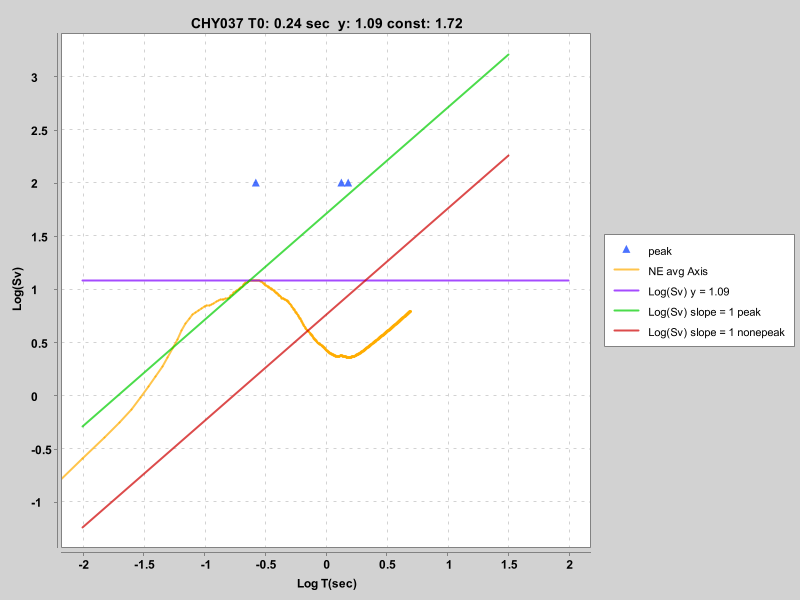 CHY037 T0: 0.24 sec  y: 1.09 const: 1.72
Log(Sv)
3
2.5
2
1.5
1
0.5
0
-0.5
-1
-2
-1.5
-1
-0.5
0
0.5
1
1.5
2
Log T(sec)
peak
NE avg Axis
Log(Sv) y = 1.09
Log(Sv) slope = 1 peak
Log(Sv) slope = 1 nonepeak